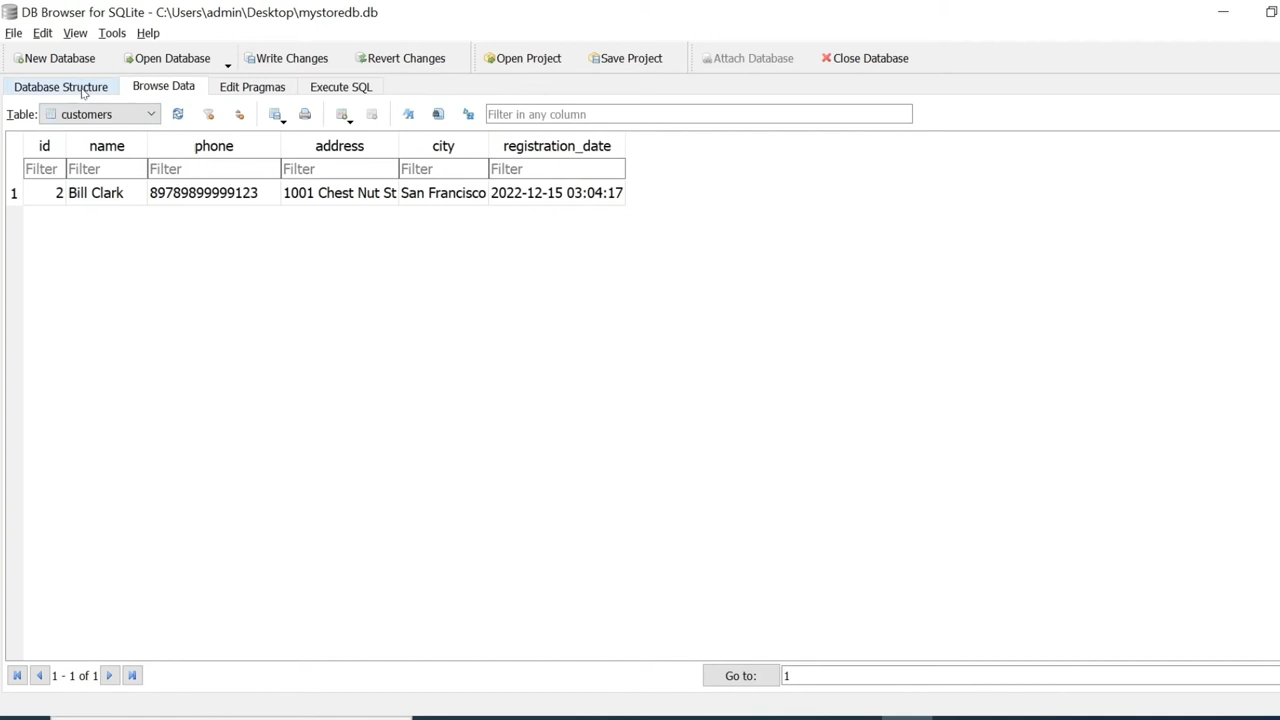 DB Browser for SQLite - C:\Users\admin\Desktop\mystoredb.db
File Edit View Tools Help
New Database Open Database Write Changes Revert Changes Open Project Save Project Attach Database Close Database
Database Structure Browse Data Edit Pragmas Execute SQL
Table: customers Filter in any column
id name phone address city registration_date
Filter Filter Filter Filter Filter Filter
1 2 Bill Clark 89789899999123 1001 Chest Nut St San Francisco 2022-12-15 03:04:17
1 - 1 of 1 Go to: 1